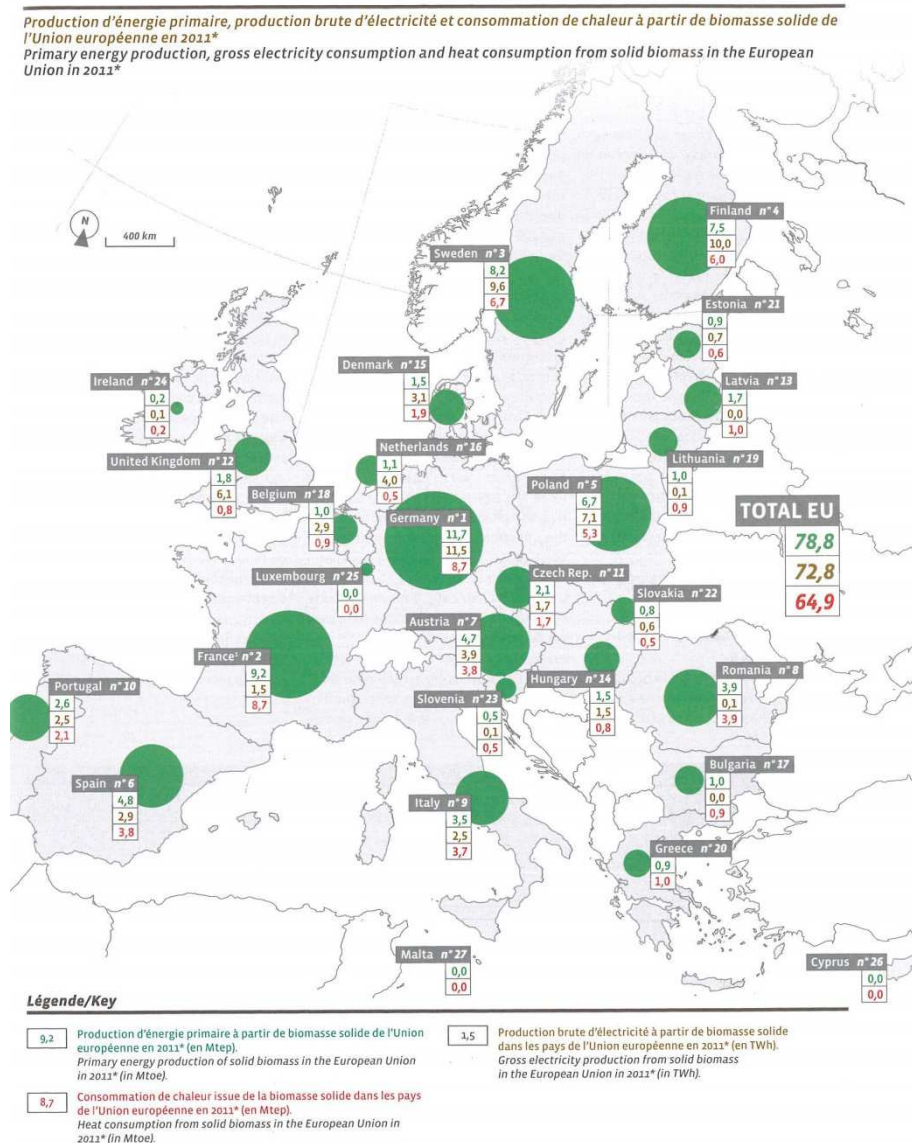 Production d'énergie primaire, production brute d'électricité et consommation de chaleur à partir de biomasse solide de
l'Union européenne en 2011*
Primary energy production, gross electricity consumption and heat consumption from solid biomass in the European
Union in 2011*
N
400 km
Finland n°4
7,5
10,0
6,0
Sweden n°3
8,2
9,6
6,7
Estonia n°21
0,9
0,7
0,6
Denmark n°15
1,5
3,1
1,9
Ireland n°24
0,2
0,1
0,2
Latvia n°13
1,7
0,0
1,0
Netherlands n°16
1,1
4,0
0,5
United Kingdom n°12
1,8
6,1
0,8
Lithuania n°19
1,0
0,1
0,9
Belgium n°18
1,0
2,9
0,9
Poland n°5
6,7
7,1
5,3
Germany n°1
11,7
11,5
8,7
TOTAL EU
78,8
72,8
64,9
Luxembourg n°25
0,0
0,0
Czech Rep. n°11
2,1
1,7
1,7
Slovakia n°22
0,8
0,6
0,5
Austria n°7
4,7
3,9
3,8
France¹ n°2
9,2
1,5
8,7
Hungary n°14
1,5
1,5
0,8
Romania n°8
3,9
0,1
3,9
Portugal n°10
2,6
2,5
2,1
Slovenia n°23
0,5
0,1
0,5
Bulgaria n°17
1,0
0,0
0,9
Spain n°6
4,8
2,9
3,8
Italy n°9
3,5
2,5
3,7
Greece n°20
0,9
1,0
Malta n°27
0,0
0,0
Cyprus n°26
0,0
0,0
Légende/Key
9,2
Production d'énergie primaire à partir de biomasse solide de l'Union
européenne en 2011* (en Mtep).
Primary energy production of solid biomass in the European Union
in 2011* (in Mtoe).
1,5
Production brute d'électricité à partir de biomasse solide
dans les pays de l'Union européenne en 2011* (en TWh).
Gross electricity production from solid biomass
in the European Union in 2011* (in TWh).
8,7
Consommation de chaleur issue de la biomasse solide dans les pays
de l'Union européenne en 2011* (en Mtep).
Heat consumption from solid biomass in the European Union in
2011* (in Mtoe).